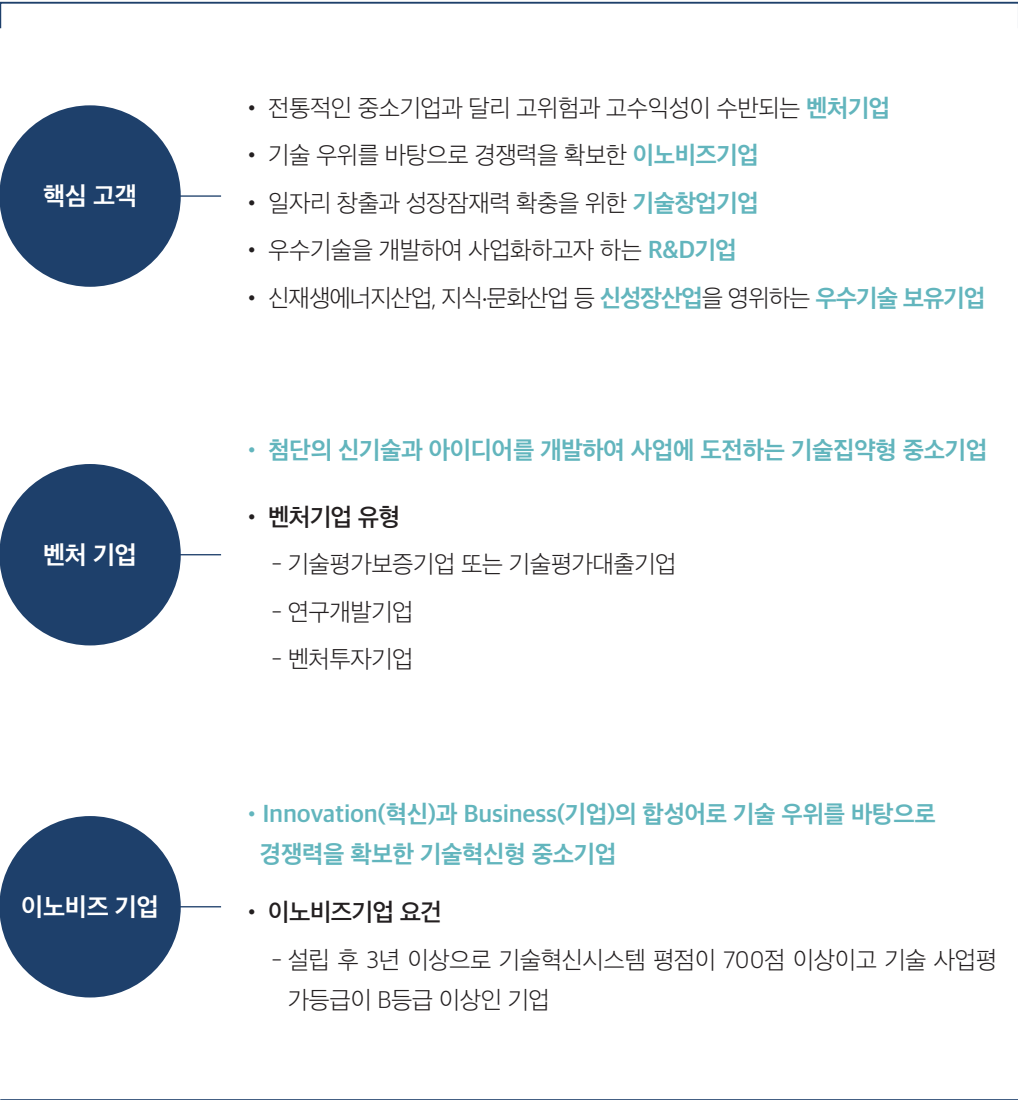 핵심 고객
• 전통적인 중소기업과 달리 고위험과 고수익성이 수반되는 벤처기업
• 기술 우위를 바탕으로 경쟁력을 확보한 이노비즈기업
• 일자리 창출과 성장잠재력 확충을 위한 기술창업기업
• 우수기술을 개발하여 사업화하고자 하는 R&D기업
• 신재생에너지산업, 지식·문화산업 등 신성장산업을 영위하는 우수기술 보유기업
벤처 기업
• 첨단의 신기술과 아이디어를 개발하여 사업에 도전하는 기술집약형 중소기업
• 벤처기업 유형
- 기술평가보증기업 또는 기술평가대출기업
- 연구개발기업
- 벤처투자기업
이노비즈 기업
• Innovation(혁신)과 Business(기업)의 합성어로 기술 우위를 바탕으로
경쟁력을 확보한 기술혁신형 중소기업
• 이노비즈기업 요건
- 설립 후 3년 이상으로 기술혁신시스템 평점이 700점 이상이고 기술 사업평
가등급이 B등급 이상인 기업